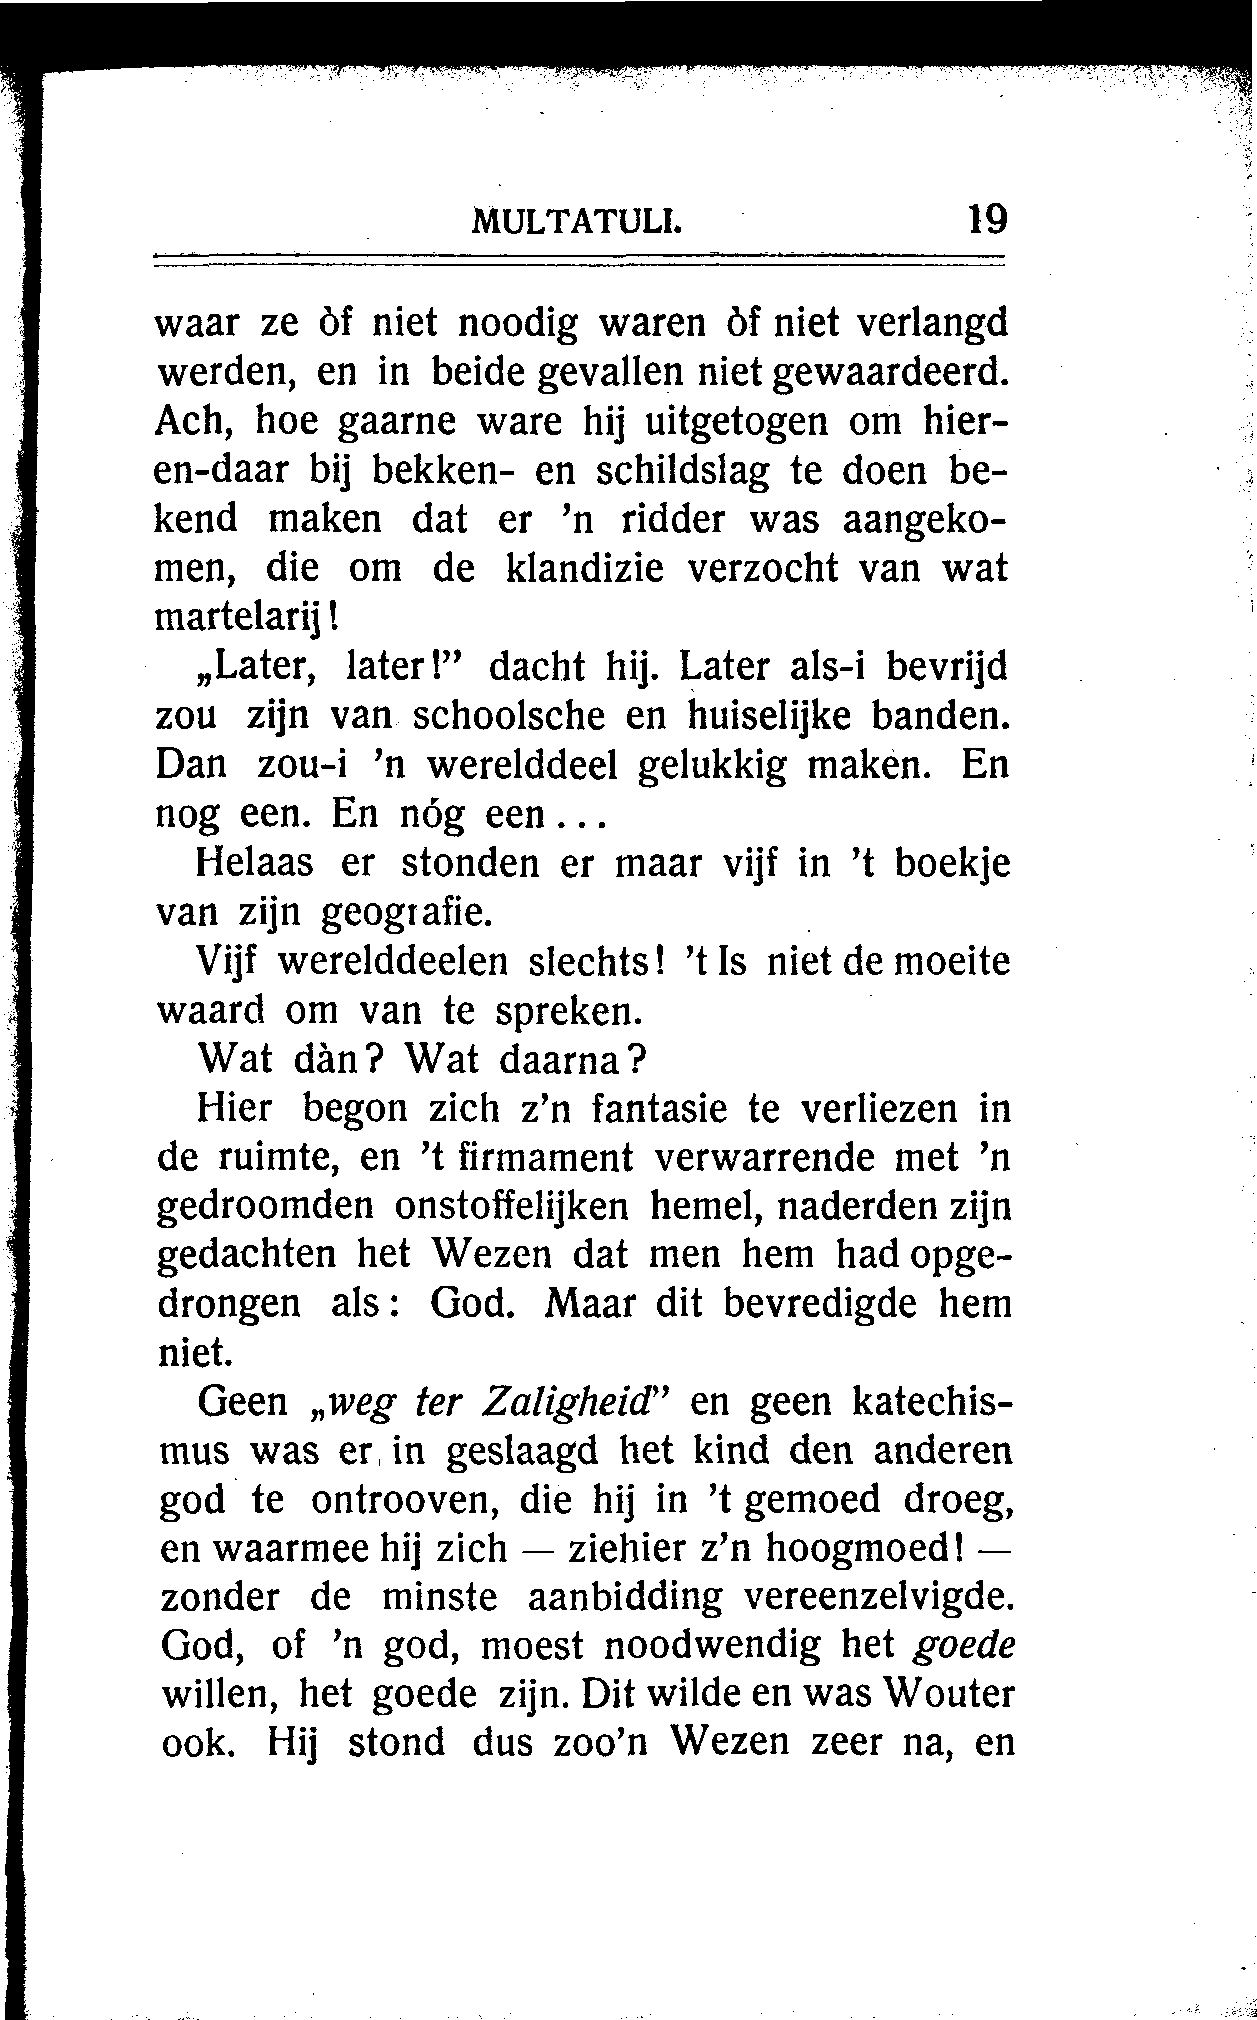 MULTATULI. 19
waar ze òf niet noodig waren òf niet verlangd
werden, en in beide gevallen niet gewaardeerd.
Ach, hoe gaarne ware hij uitgetogen om hier-
en-daar bij bekken- en schildslag te doen be-
kend maken dat er ’n ridder was aangeko-
men, die om de klandizie verzocht van wat
martelarij!
„Later, later!” dacht hij. Later als-i bevrijd
zou zijn van schoolsche en huiselijke banden.
Dan zou-i ’n werelddeel gelukkig maken. En
nog een. En nóg een...
Helaas er stonden er maar vijf in ’t boekje
van zijn geografie.
Vijf werelddeelen slechts! ’t Is niet de moeite
waard om van te spreken.
Wat dàn? Wat daarna?
Hier begon zich z’n fantasie te verliezen in
de ruimte, en ’t firmament verwarrende met ’n
gedroomden onstoffelijken hemel, naderden zijn
gedachten het Wezen dat men hem had opge-
drongen als: God. Maar dit bevredigde hem
niet.
Geen „weg ter Zaligheid” en geen katechis-
mus was er in geslaagd het kind den anderen
god te ontrooven, die hij in ’t gemoed droeg,
en waarmee hij zich — ziehier z’n hoogmoed! —
zonder de minste aanbidding vereenzelvigde.
God, of ’n god, moest noodwendig het goede
willen, het goede zijn. Dit wilde en was Wouter
ook. Hij stond dus zoo’n Wezen zeer na, en